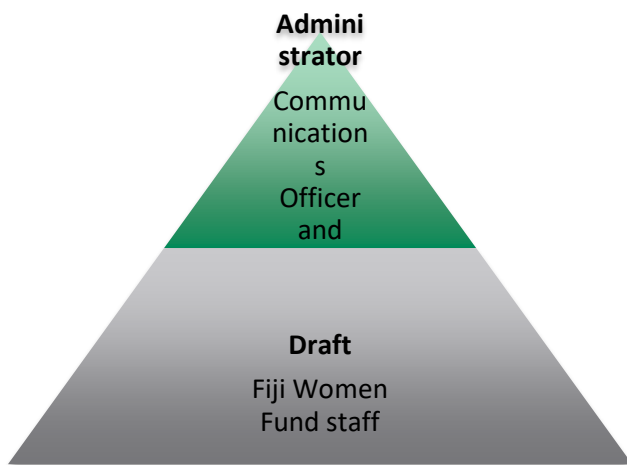 Admini
strator
Commu
nication
s
Officer
and
Draft
Fiji Women
Fund staff